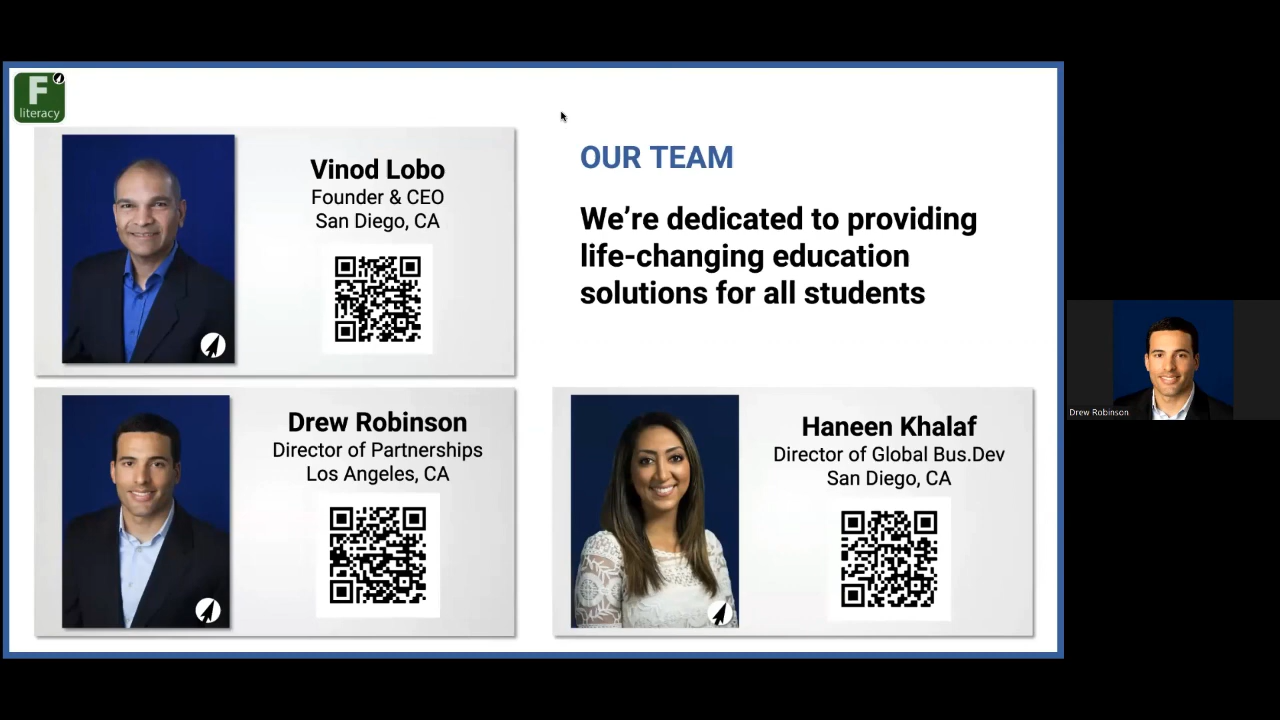 F
literacy
Vinod Lobo
Founder & CEO
San Diego, CA
OUR TEAM
We’re dedicated to providing
life-changing education
solutions for all students
Drew Robinson
Director of Partnerships
Los Angeles, CA
Haneen Khalaf
Director of Global Bus.Dev
San Diego, CA
Drew Robinson